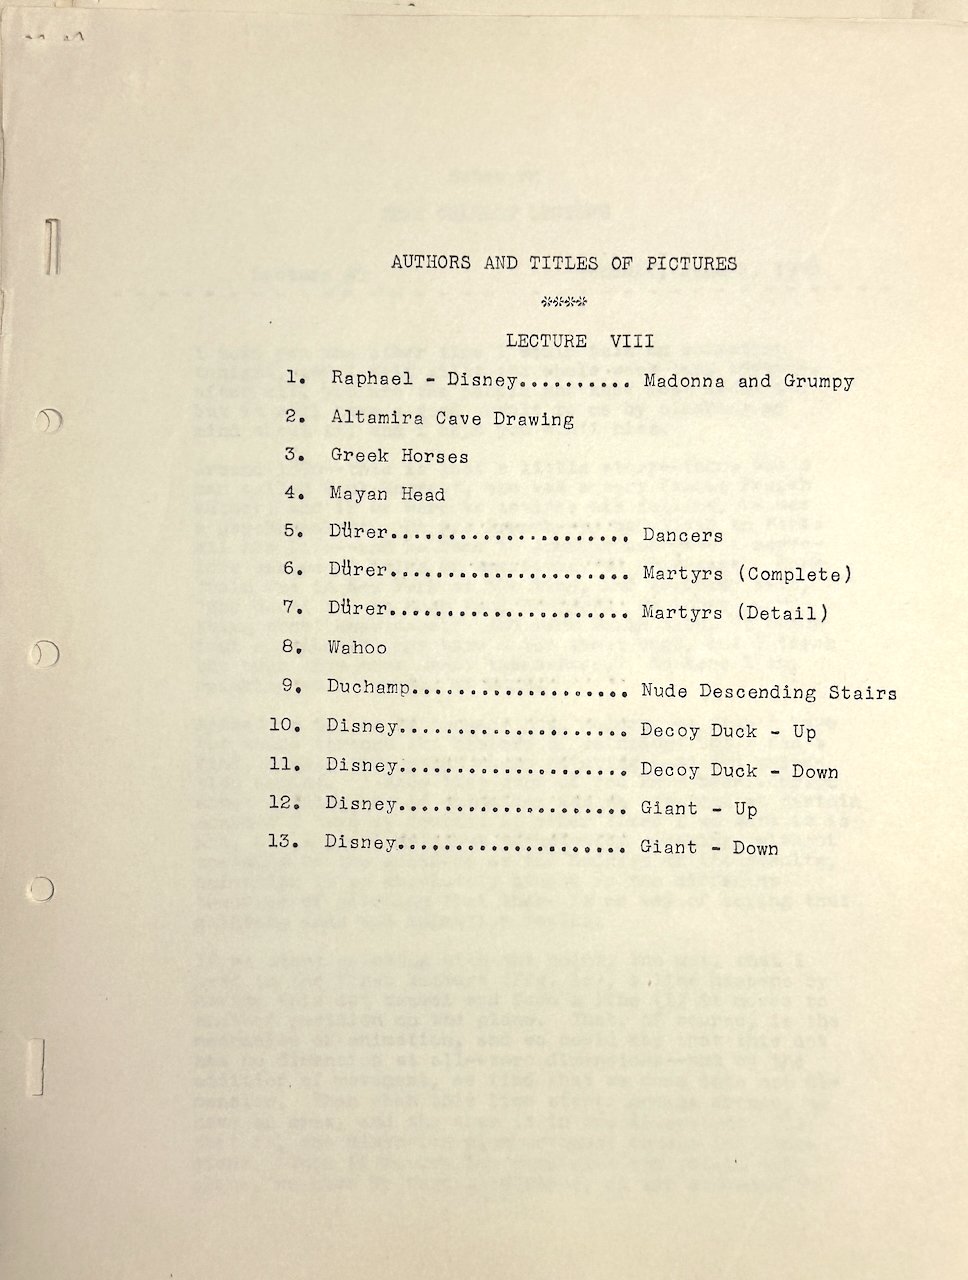 AUTHORS AND TITLES OF PICTURES
*****
LECTURE VIII
1. Raphael - Disney.......... Madonna and Grumpy
2. Altamira Cave Drawing
3. Greek Horses
4. Mayan Head
5. Dürer..................... Dancers
6. Dürer..................... Martyrs (Complete)
7. Dürer..................... Martyrs (Detail)
8. Wahoo
9. Duchamp................... Nude Descending Stairs
10. Disney.................... Decoy Duck - Up
11. Disney.................... Decoy Duck - Down
12. Disney.................... Giant - Up
13. Disney.................... Giant - Down